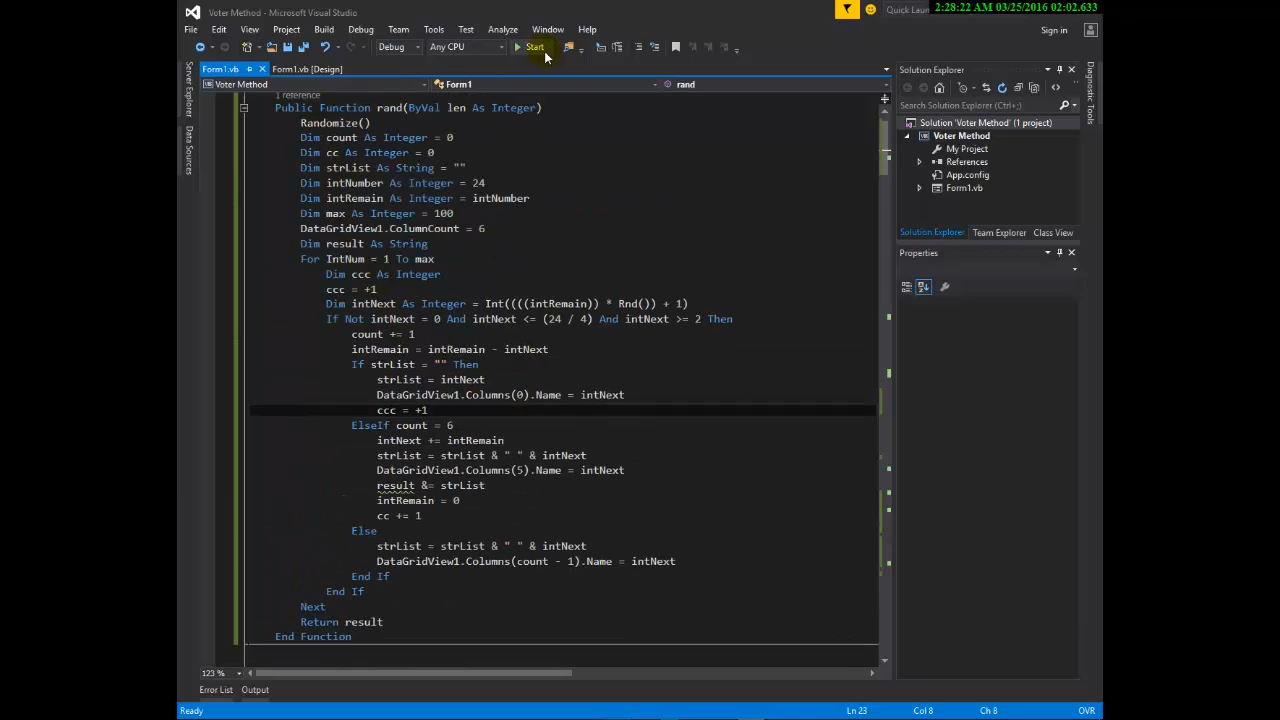 2:28:22 AM 03/25/2016 02:02.633
Voter Method - Microsoft Visual Studio
Quick Laun
File Edit View Project Build Debug Team Tools Test Analyze Window Help
Sign in
Debug Any CPU Start
Form1.vb Form1.vb [Design]
Voter Method Form1 rand
1 reference
Public Function rand(ByVal len As Integer)
Randomize()
Dim count As Integer = 0
Dim cc As Integer = 0
Dim strList As String = ""
Dim intNumber As Integer = 24
Dim intRemain As Integer = intNumber
Dim max As Integer = 100
DataGridView1.ColumnCount = 6
Dim result As String
For IntNum = 1 To max
Dim ccc As Integer
ccc = +1
Dim intNext As Integer = Int((((intRemain)) * Rnd()) + 1)
If Not intNext = 0 And intNext <= (24 / 4) And intNext >= 2 Then
count += 1
intRemain = intRemain - intNext
If strList = "" Then
strList = intNext
DataGridView1.Columns(0).Name = intNext
ccc = +1
ElseIf count = 6
intNext += intRemain
strList = strList & " " & intNext
DataGridView1.Columns(5).Name = intNext
result &= strList
intRemain = 0
cc += 1
Else
strList = strList & " " & intNext
DataGridView1.Columns(count - 1).Name = intNext
End If
End If
Next
Return result
End Function
123 %
Error List Output
Ready Ln 23 Col 8 Ch 8 OVR
Server Explorer
Data Sources
Solution Explorer
Search Solution Explorer (Ctrl+;)
Solution 'Voter Method' (1 project)
Voter Method
My Project
References
App.config
Form1.vb
Solution Explorer Team Explorer Class View
Properties
Diagnostic Tools